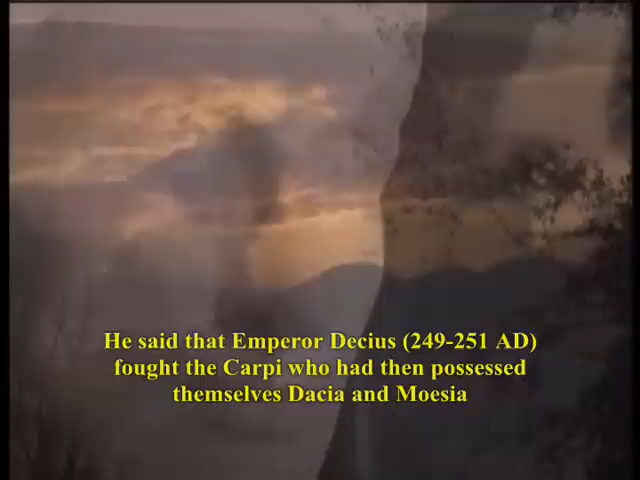 He said that Emperor Decius (249-251 AD)
fought the Carpi who had then possessed
themselves Dacia and Moesia